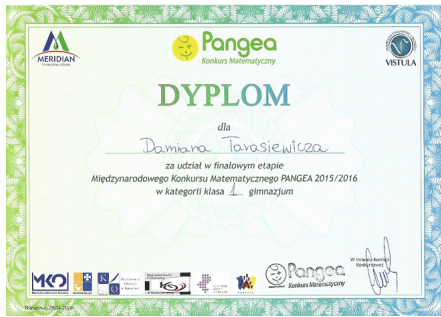 MERIDIAN
Pangea
Konkurs Matematyczny
VISTULA
DYPLOM
dla
Damiana Tarasiewicza
za udział w finałowym etapie
Międzynarodowego Konkursu Matematycznego PANGEA 2015/2016
w kategorii klasa 1 gimnazjum
W imieniu Komisji
Konkursowej
MKO
Pangea
Konkurs Matematyczny